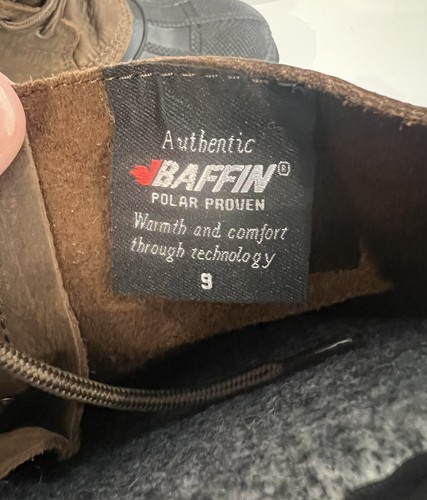 Authentic
BAFFIN®
POLAR PROVEN
Warmth and comfort
through technology
9